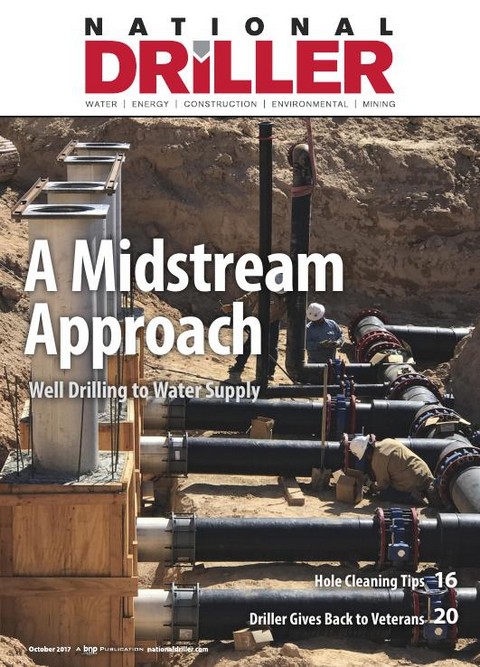 NATIONAL
DRiLLER
WATER | ENERGY | CONSTRUCTION | ENVIRONMENTAL | MINING
A Midstream
Approach
Well Drilling to Water Supply
Hole Cleaning Tips 16
Driller Gives Back to Veterans 20
October 2017 A bnp PUBLICATION nationaldriller.com